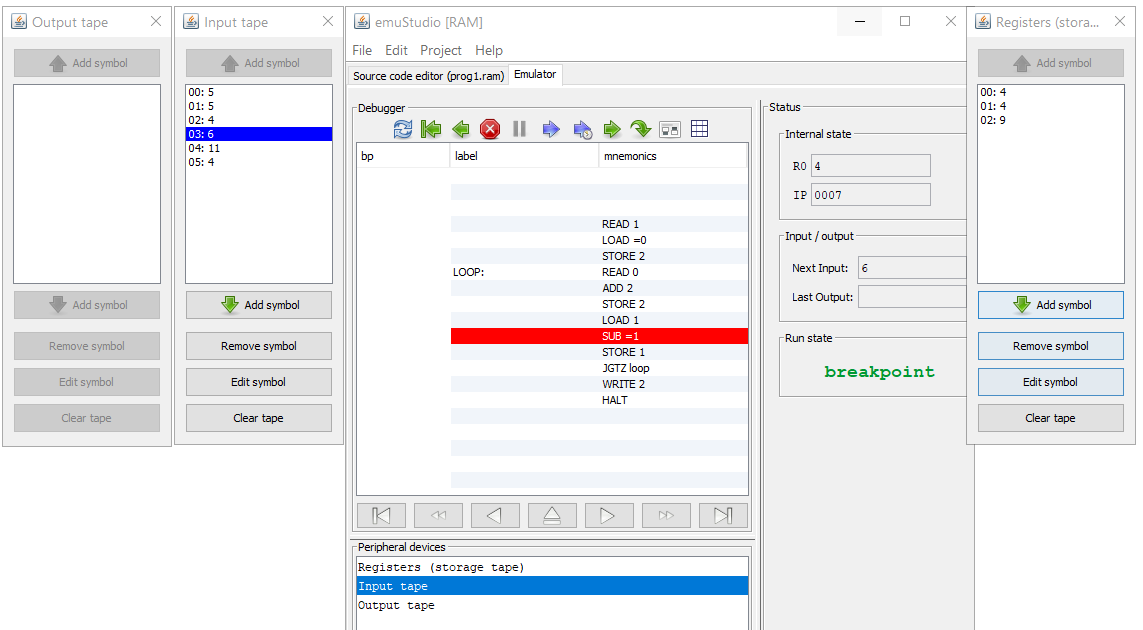 Output tape
Add symbol
Add symbol
Remove symbol
Edit symbol
Clear tape
Input tape
Add symbol
00: 5
01: 5
02: 4
03: 6
04: 11
05: 4
Add symbol
Remove symbol
Edit symbol
Clear tape
emuStudio [RAM]
File Edit Project Help
Source code editor (prog1.ram) Emulator
Debugger
bp label mnemonics
READ 1
LOAD =0
STORE 2
LOOP: READ 0
ADD 2
STORE 2
LOAD 1
SUB =1
STORE 1
JGTZ loop
WRITE 2
HALT
Peripheral devices
Registers (storage tape)
Input tape
Output tape
Status
Internal state
R0 4
IP 0007
Input / output
Next Input: 6
Last Output:
Run state
breakpoint
Registers (stora...
Add symbol
00: 4
01: 4
02: 9
Add symbol
Remove symbol
Edit symbol
Clear tape